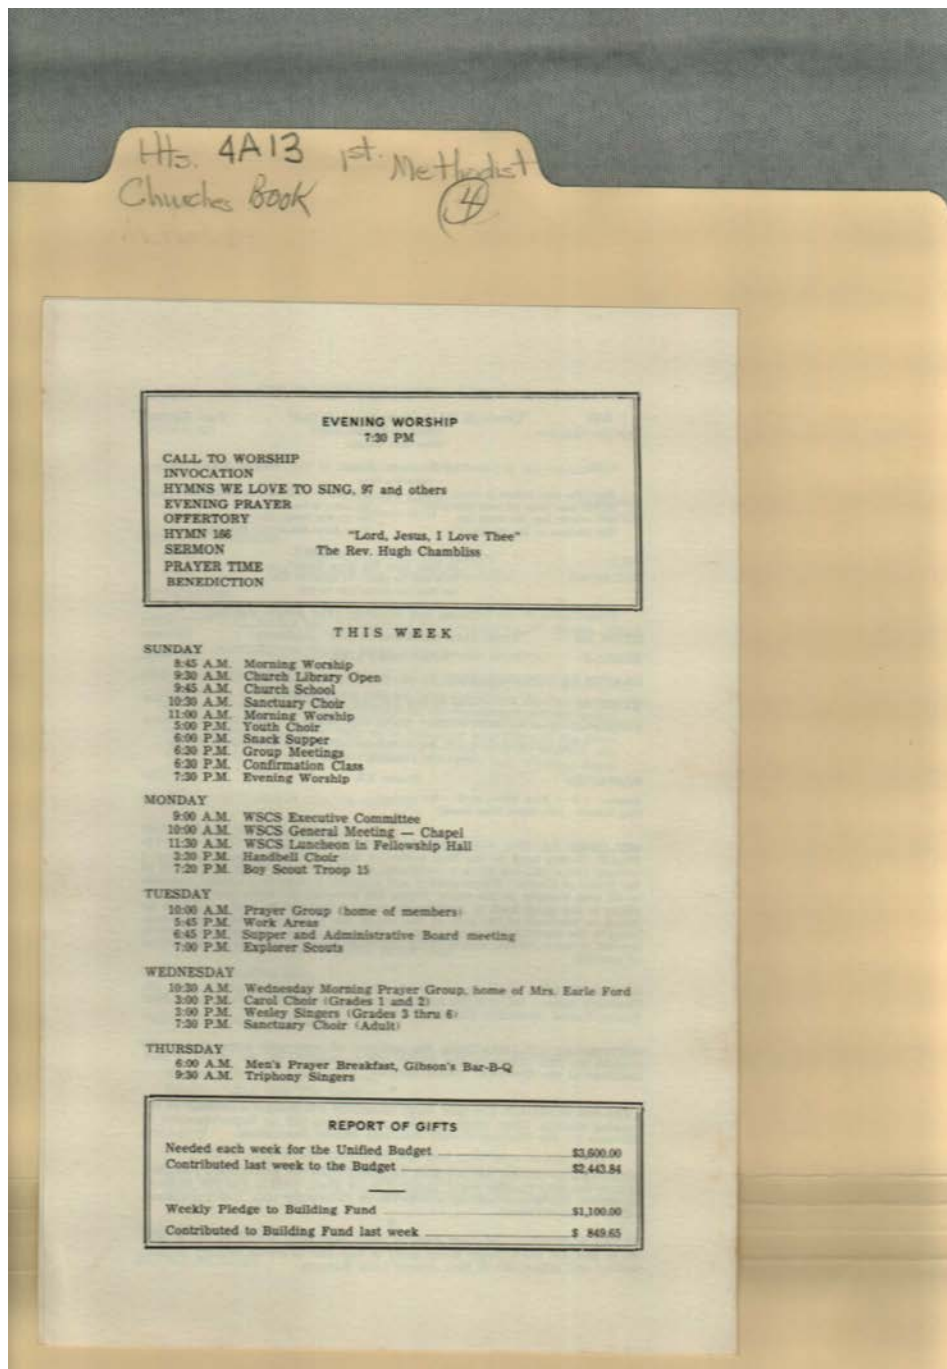 Hts. 4A13 1st. Methodist
Churches Book 4
EVENING WORSHIP
7:30 PM
CALL TO WORSHIP
INVOCATION
HYMNS WE LOVE TO SING, 97 and others
EVENING PRAYER
OFFERTORY
HYMN 166 "Lord, Jesus, I Love Thee"
SERMON The Rev. Hugh Chambliss
PRAYER TIME
BENEDICTION
THIS WEEK
SUNDAY
8:45 A.M. Morning Worship
9:30 A.M. Church Library Open
9:45 A.M. Church School
10:30 A.M. Sanctuary Choir
11:00 A.M. Morning Worship
5:00 P.M. Youth Choir
6:00 P.M. Snack Supper
6:30 P.M. Group Meetings
6:30 P.M. Confirmation Class
7:30 P.M. Evening Worship
MONDAY
9:00 A.M. WSCS Executive Committee
10:00 A.M. WSCS General Meeting — Chapel
11:30 A.M. WSCS Luncheon in Fellowship Hall
3:30 P.M. Handbell Choir
7:20 P.M. Boy Scout Troop 15
TUESDAY
10:00 A.M. Prayer Group (home of members)
5:45 P.M. Work Areas
6:45 P.M. Supper and Administrative Board meeting
7:00 P.M. Explorer Scouts
WEDNESDAY
10:30 A.M. Wednesday Morning Prayer Group, home of Mrs. Earle Ford
3:00 P.M. Carol Choir (Grades 1 and 2)
3:00 P.M. Wesley Singers (Grades 3 thru 6)
7:30 P.M. Sanctuary Choir (Adult)
THURSDAY
6:00 A.M. Men's Prayer Breakfast, Gibson's Bar-B-Q
9:30 A.M. Triphony Singers
REPORT OF GIFTS
Needed each week for the Unified Budget $3,600.00
Contributed last week to the Budget $2,443.84
Weekly Pledge to Building Fund $1,100.00
Contributed to Building Fund last week $ 849.65